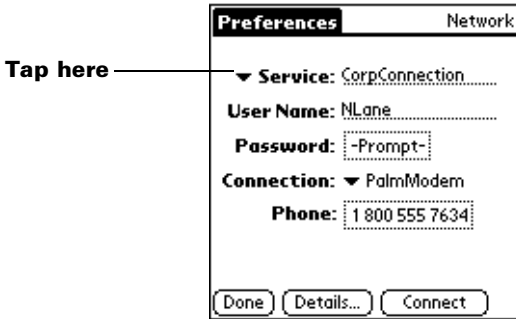 Preferences Network
Tap here
Service: CorpConnection
User Name: NLane
Password: -Prompt-
Connection: PalmModem
Phone: 1 800 555 7634
Done Details... Connect